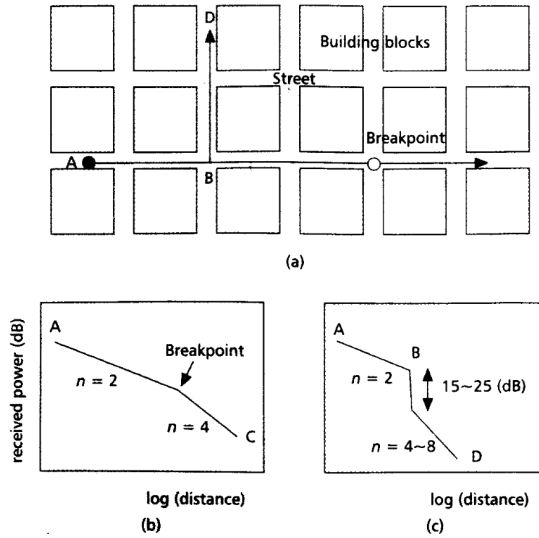 D
Building blocks
Street
Breakpoint
A
B
(a)
received power (dB)
A
Breakpoint
n = 2
n = 4
C
log (distance)
(b)
A
B
15~25 (dB)
n = 2
n = 4~8
D
log (distance)
(c)